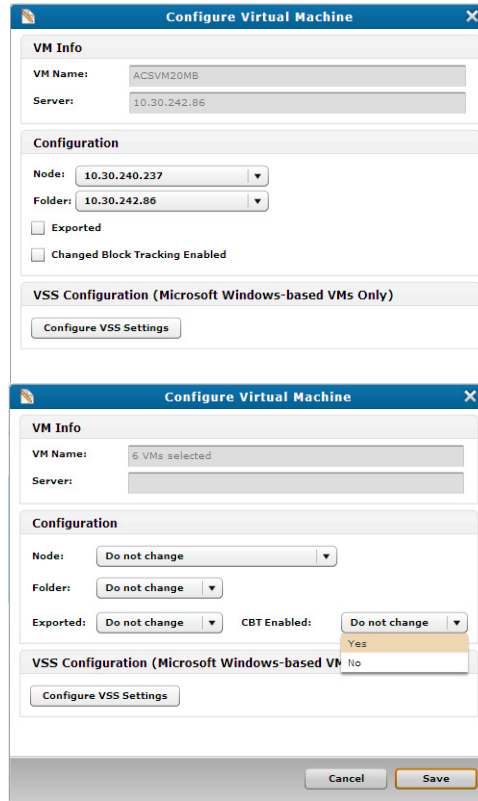 Configure Virtual Machine
VM Info
VM Name: ACSVM20MB
Server: 10.30.242.86
Configuration
Node: 10.30.240.237
Folder: 10.30.242.86
Exported
Changed Block Tracking Enabled
VSS Configuration (Microsoft Windows-based VMs Only)
Configure VSS Settings
Configure Virtual Machine
VM Info
VM Name: 6 VMs selected
Server:
Configuration
Node: Do not change
Folder: Do not change
Exported: Do not change CBT Enabled: Do not change
Yes
VSS Configuration (Microsoft Windows-based VM No
Configure VSS Settings
Cancel Save